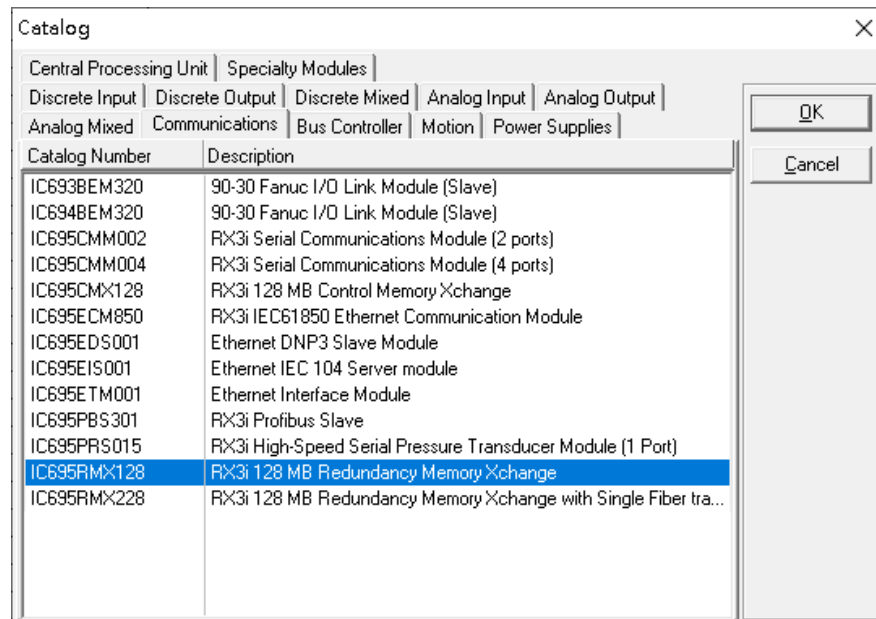 Catalog
Central Processing Unit Specialty Modules
Discrete Input Discrete Output Discrete Mixed Analog Input Analog Output
Analog Mixed Communications Bus Controller Motion Power Supplies
OK
Cancel
Catalog Number Description
IC693BEM320 90-30 Fanuc I/O Link Module (Slave)
IC694BEM320 90-30 Fanuc I/O Link Module (Slave)
IC695CMM002 RX3i Serial Communications Module (2 ports)
IC695CMM004 RX3i Serial Communications Module (4 ports)
IC695CMX128 RX3i 128 MB Control Memory Xchange
IC695ECM850 RX3i IEC61850 Ethernet Communication Module
IC695EDS001 Ethernet DNP3 Slave Module
IC695EIS001 Ethernet IEC 104 Server module
IC695ETM001 Ethernet Interface Module
IC695PBS301 RX3i Profibus Slave
IC695PRS015 RX3i High-Speed Serial Pressure Transducer Module (1 Port)
IC695RMX128 RX3i 128 MB Redundancy Memory Xchange
IC695RMX228 RX3i 128 MB Redundancy Memory Xchange with Single Fiber tra...